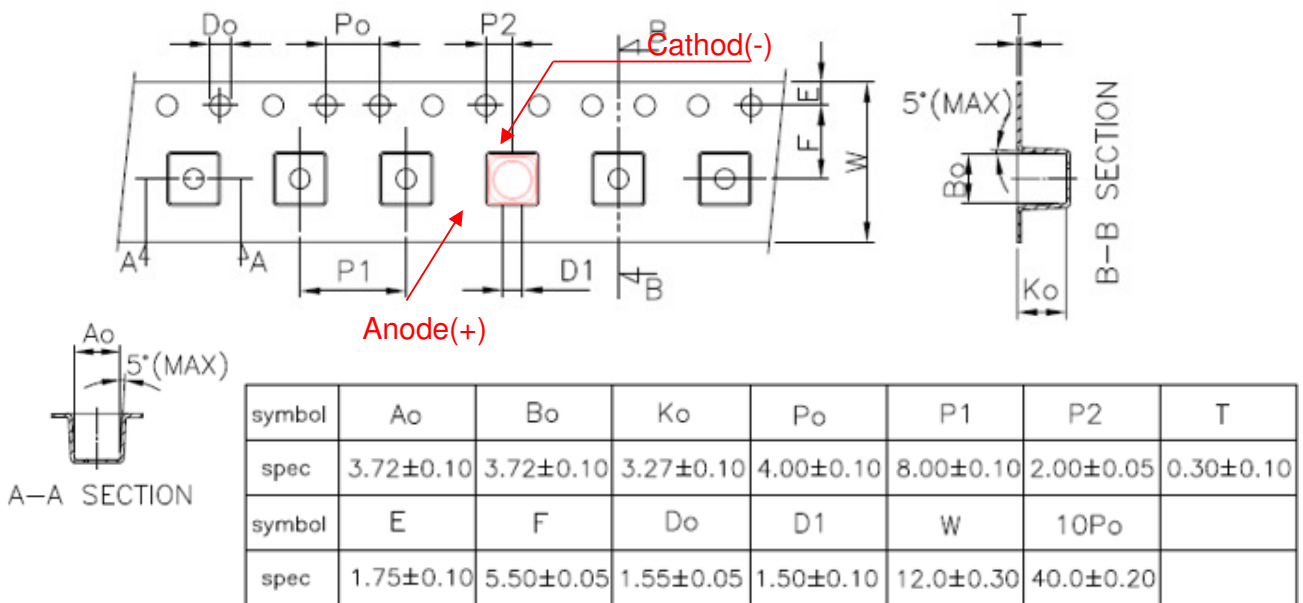 Do Po P2 B T
Cathod(-)
E
5°(MAX)
F W Bo
B-B SECTION
A A P1 D1 B
Ko
Anode(+)
Ao
5°(MAX)
A-A SECTION
symbol Ao Bo Ko Po P1 P2 T
spec 3.72±0.10 3.72±0.10 3.27±0.10 4.00±0.10 8.00±0.10 2.00±0.05 0.30±0.10
symbol E F Do D1 W 10Po
spec 1.75±0.10 5.50±0.05 1.55±0.05 1.50±0.10 12.0±0.30 40.0±0.20